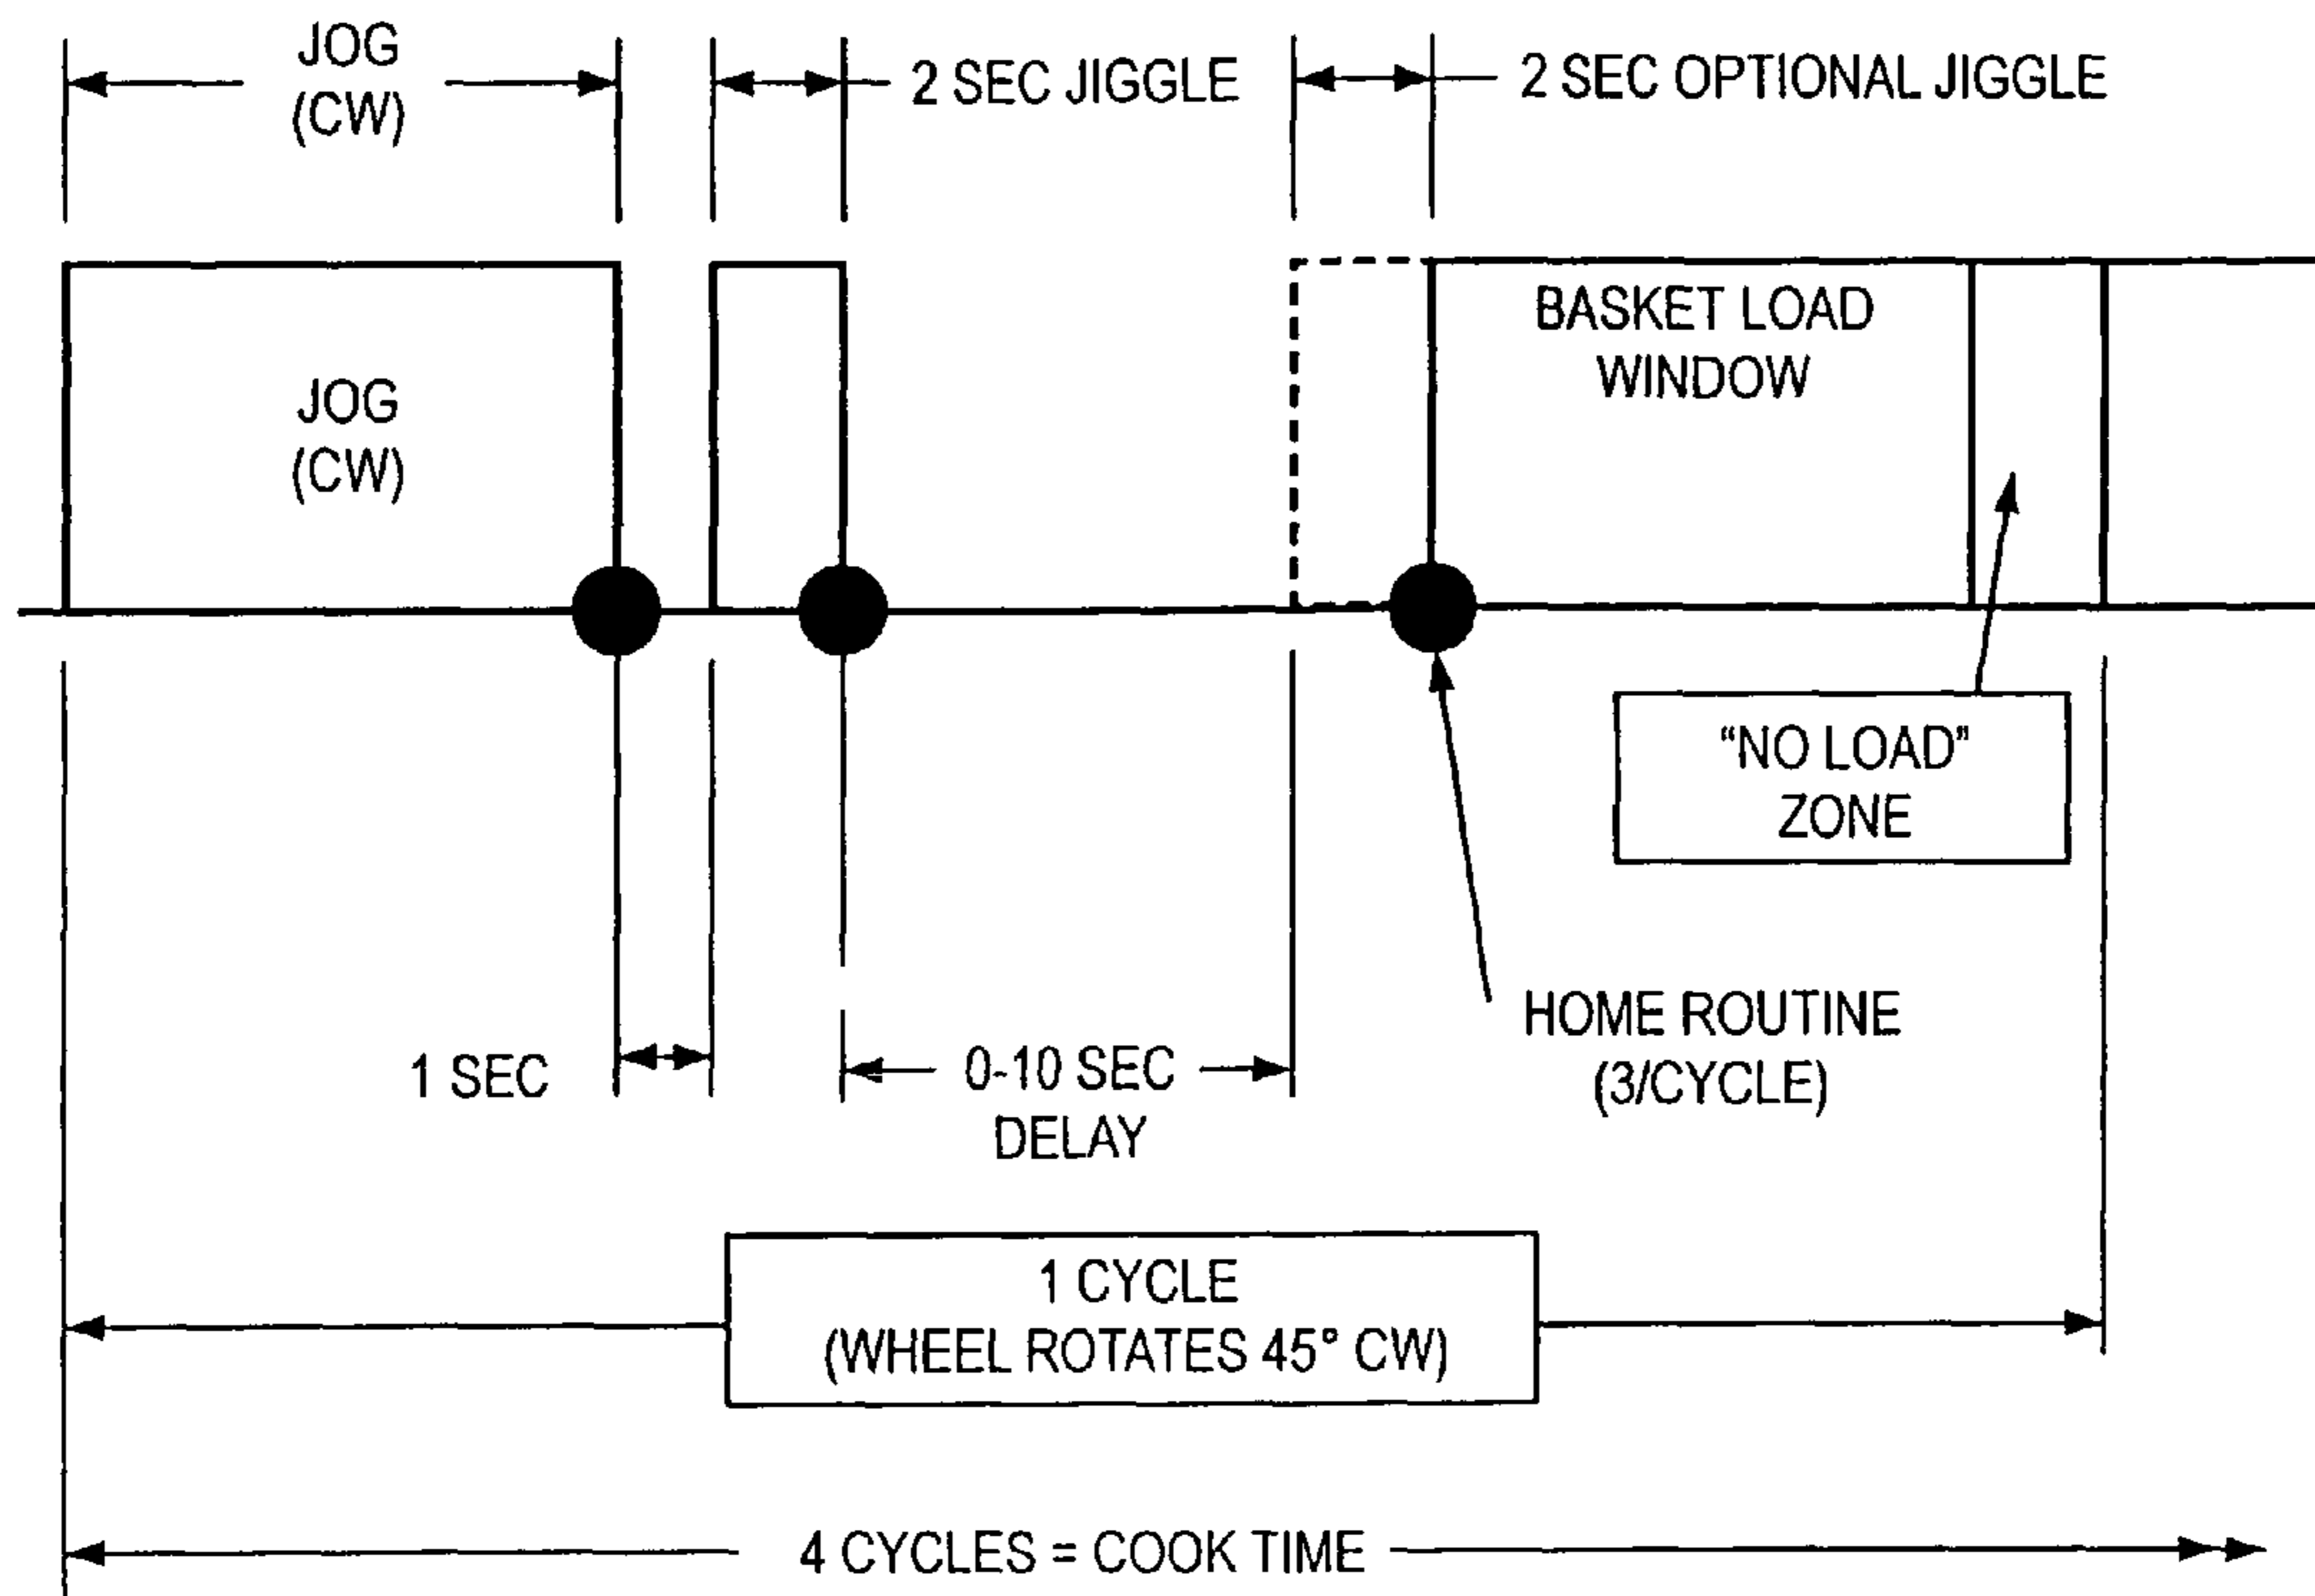 JOG
(CW)
2 SEC JIGGLE
2 SEC OPTIONAL JIGGLE
JOG
(CW)
BASKET LOAD
WINDOW
“NO LOAD”
ZONE
1 SEC
0-10 SEC
DELAY
HOME ROUTINE
(3/CYCLE)
1 CYCLE
(WHEEL ROTATES 45° CW)
4 CYCLES = COOK TIME